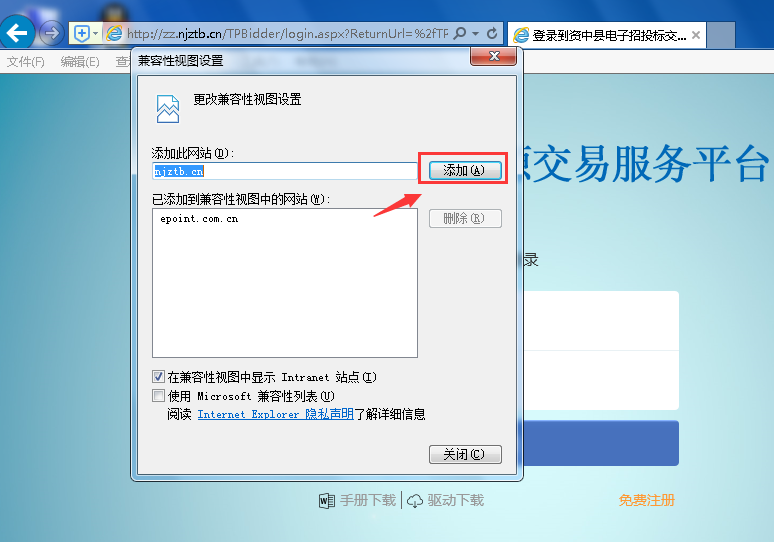 http://zz.njztb.cn/TPBidder/login.aspx?ReturnUrl=%2fTP
登录到资中县电子招投标交...
文件(F) 编辑(E) 查
兼容性视图设置
更改兼容性视图设置
添加此网站(D):
njztb.cn
添加(A)
源交易服务平台
已添加到兼容性视图中的网站(W):
epoint.com.cn
删除(R)
录
在兼容性视图中显示 Intranet 站点(I)
使用 Microsoft 兼容性列表(U)
阅读 Internet Explorer 隐私声明了解详细信息
关闭(C)
手册下载 驱动下载
免费注册